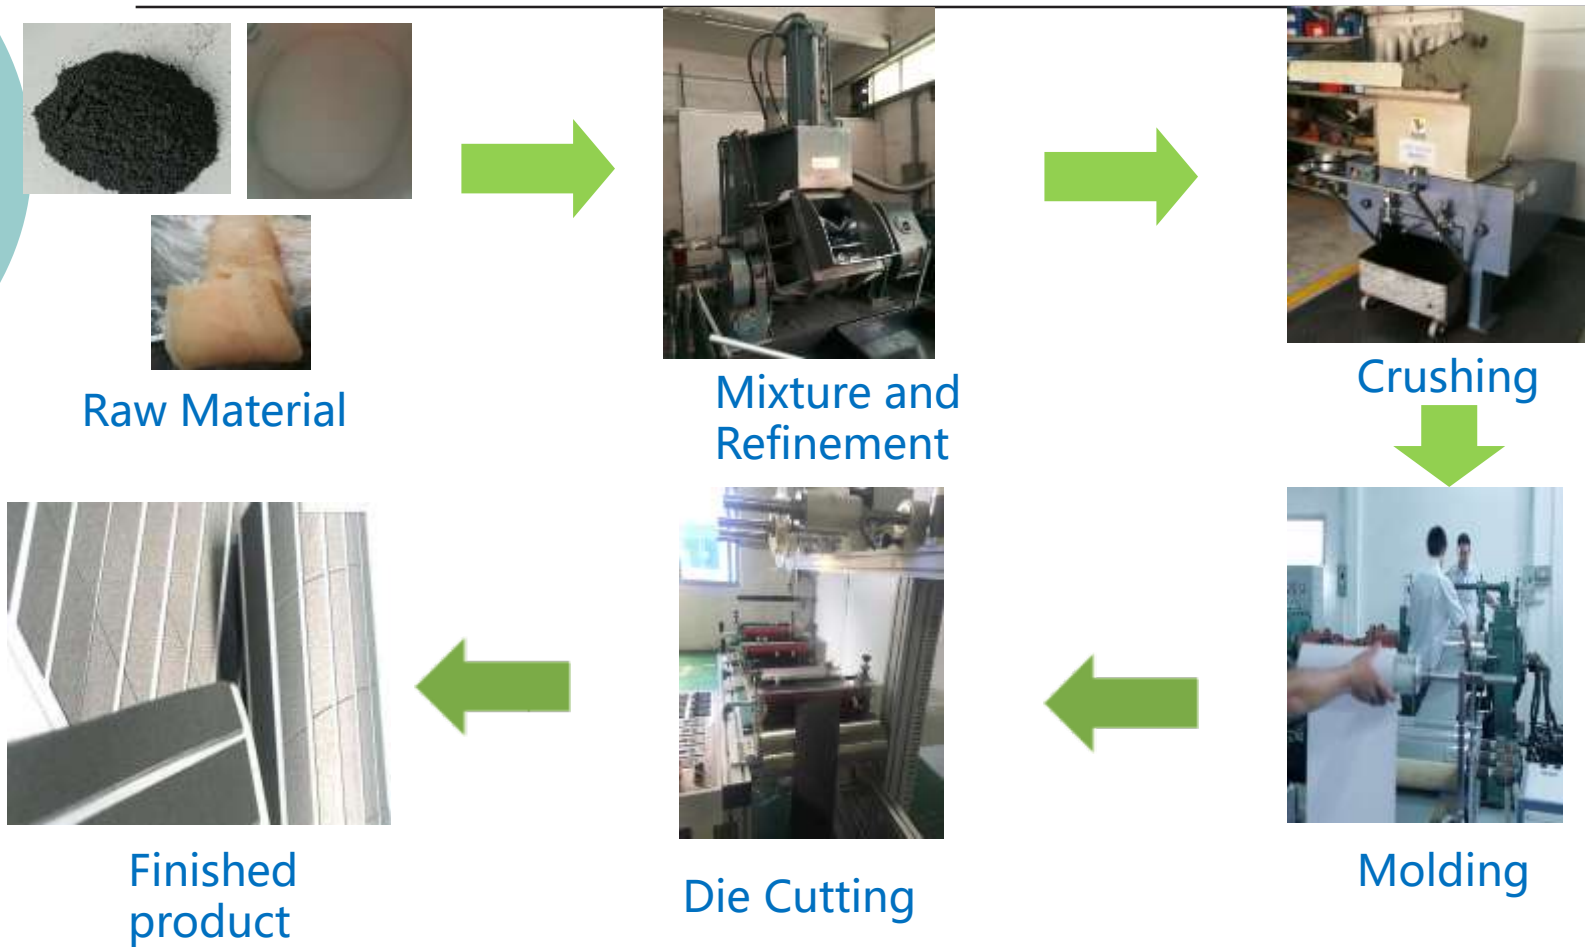 Raw Material
Mixture and
Refinement
Crushing
Finished
product
Die Cutting
Molding